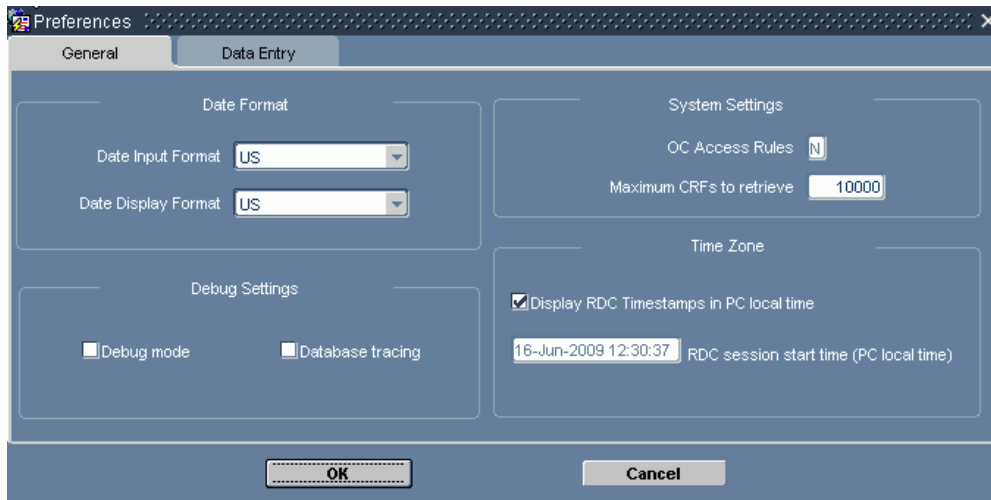 Preferences
General
Data Entry
Date Format
Date Input Format US
Date Display Format US
Debug Settings
Debug mode
Database tracing
System Settings
OC Access Rules N
Maximum CRFs to retrieve 10000
Time Zone
Display RDC Timestamps in PC local time
16-Jun-2009 12:30:37 RDC session start time (PC local time)
OK
Cancel